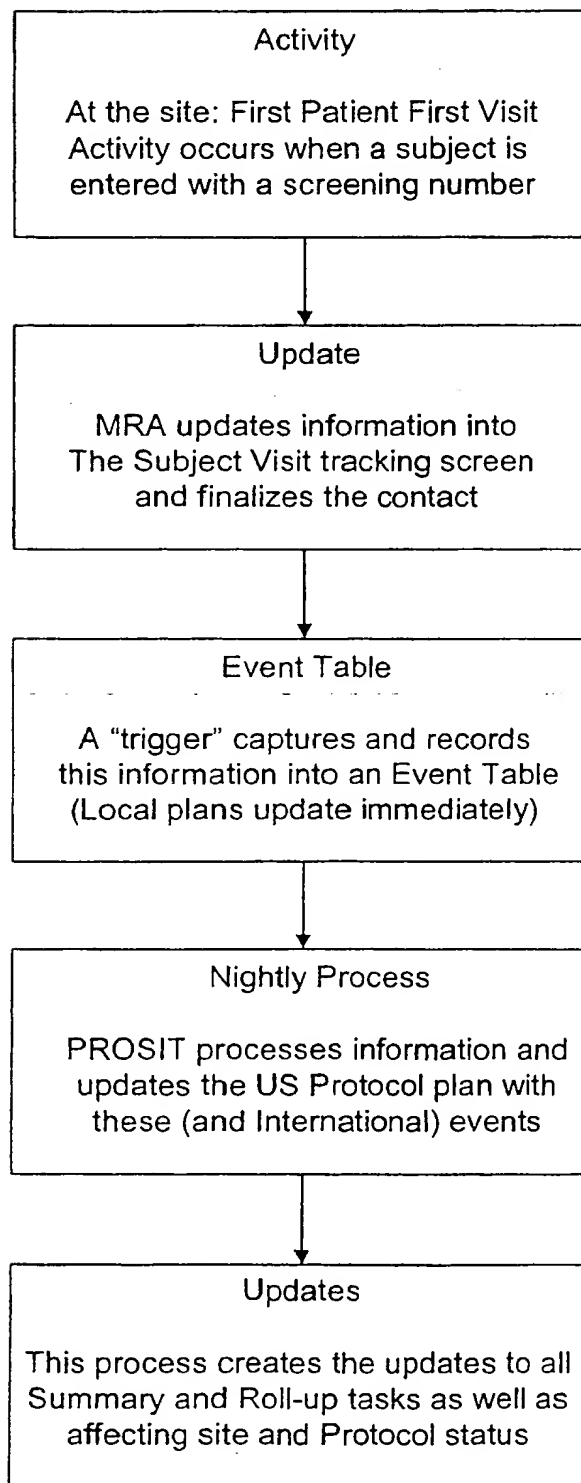 Activity
At the site: First Patient First Visit
Activity occurs when a subject is
entered with a screening number
Update
MRA updates information into
The Subject Visit tracking screen
and finalizes the contact
Event Table
A “trigger” captures and records
this information into an Event Table
(Local plans update immediately)
Nightly Process
PROSIT processes information and
updates the US Protocol plan with
these (and International) events
Updates
This process creates the updates to all
Summary and Roll-up tasks as well as
affecting site and Protocol status